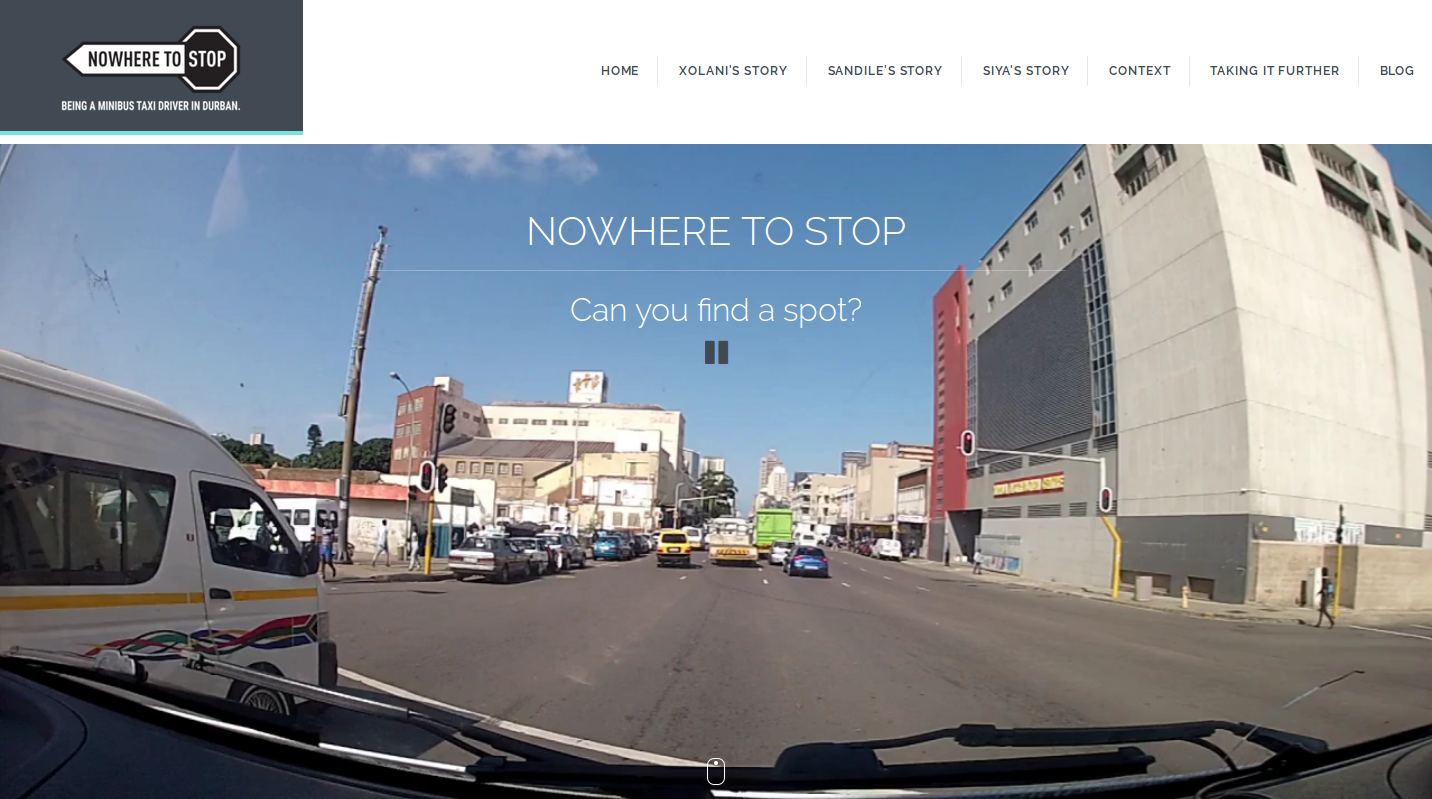 NOWHERE TO STOP
BEING A MINIBUS TAXI DRIVER IN DURBAN.
HOME
XOLANI'S STORY
SANDILE'S STORY
SIYA'S STORY
CONTEXT
TAKING IT FURTHER
BLOG
NOWHERE TO STOP
Can you find a spot?